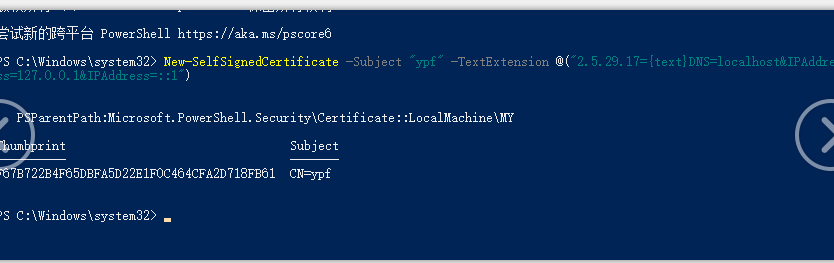 尝试新的跨平台 PowerShell https://aka.ms/pscore6
PS C:\Windows\system32> New-SelfSignedCertificate -Subject "ypf" -TextExtension @("2.5.29.17={text}DNS=localhost&IPAddre
ss=127.0.0.1&IPAddress=::1")
PSParentPath:Microsoft.PowerShell.Security\Certificate::LocalMachine\MY
Thumbprint Subject
F67B722B4F65DBFA5D22E1F0C464CFA2D718FB61 CN=ypf
PS C:\Windows\system32>